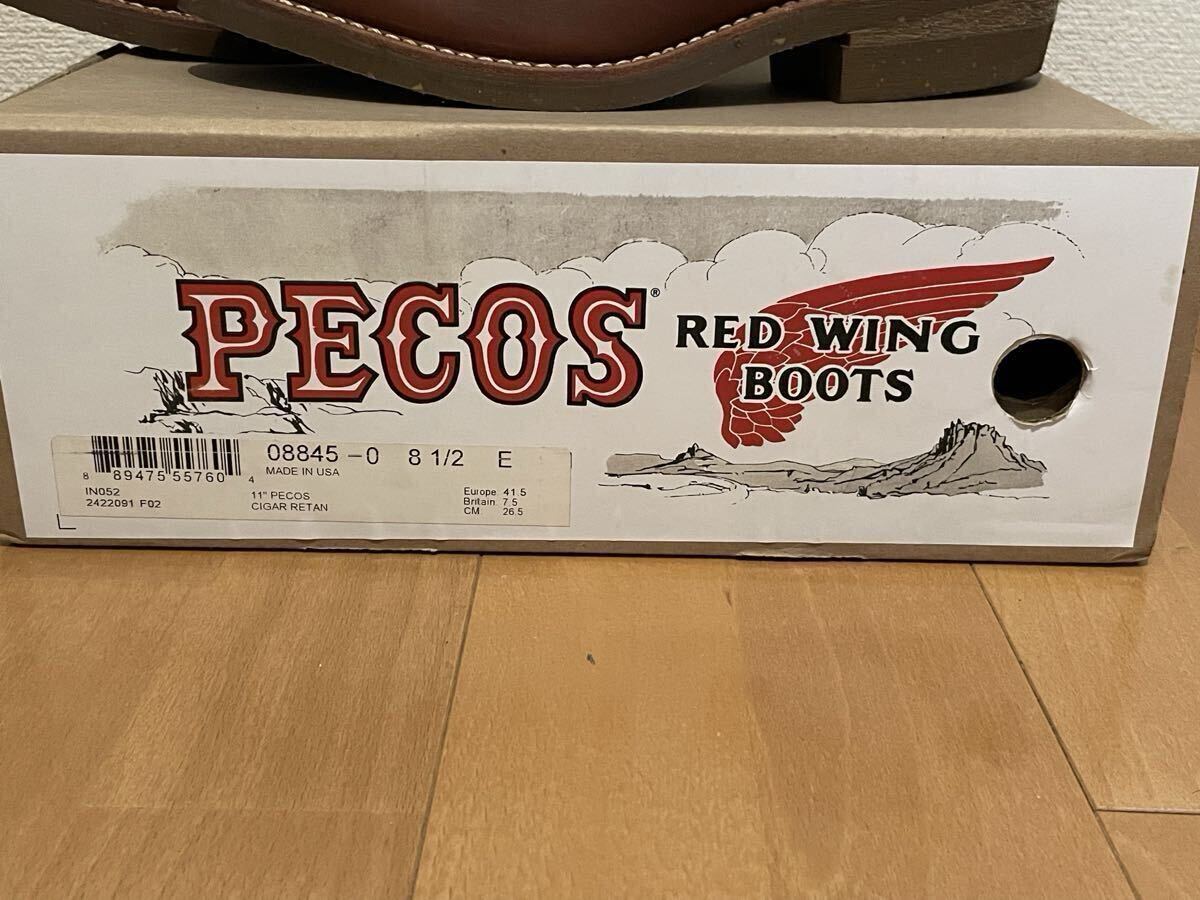 PECOS®
RED WING
BOOTS
08845-0 8 1/2 E
MADE IN USA
8 89475 55760 4
IN052
2422091 F02
11" PECOS
CIGAR RETAN
Europe 41.5
Britain 7.5
CM 26.5